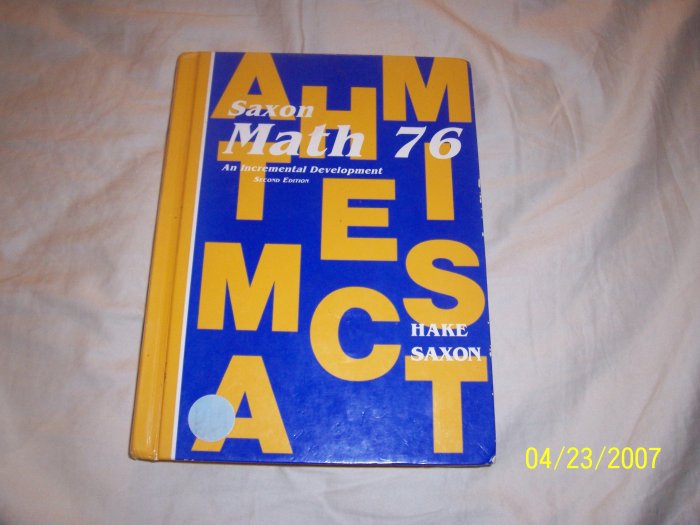 A H M
Saxon
Math 76
An Incremental Development
Second Edition
T I
E
M S
C
HAKE
SAXON
A T
04/23/2007